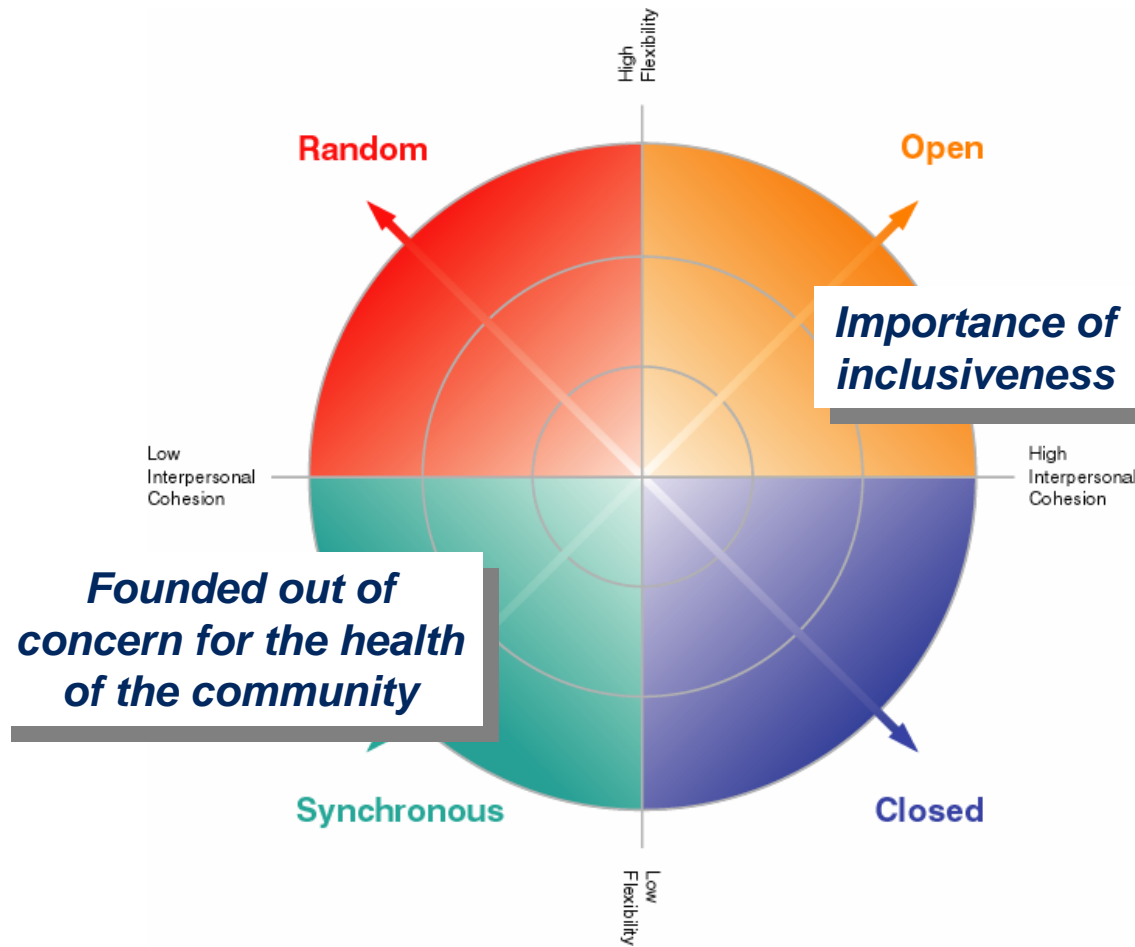 High
Flexibility
Random
Open
Importance of
inclusiveness
Low
Interpersonal
Cohesion
High
Interpersonal
Cohesion
Founded out of
concern for the health
of the community
Synchronous
Closed
Low
Flexibility